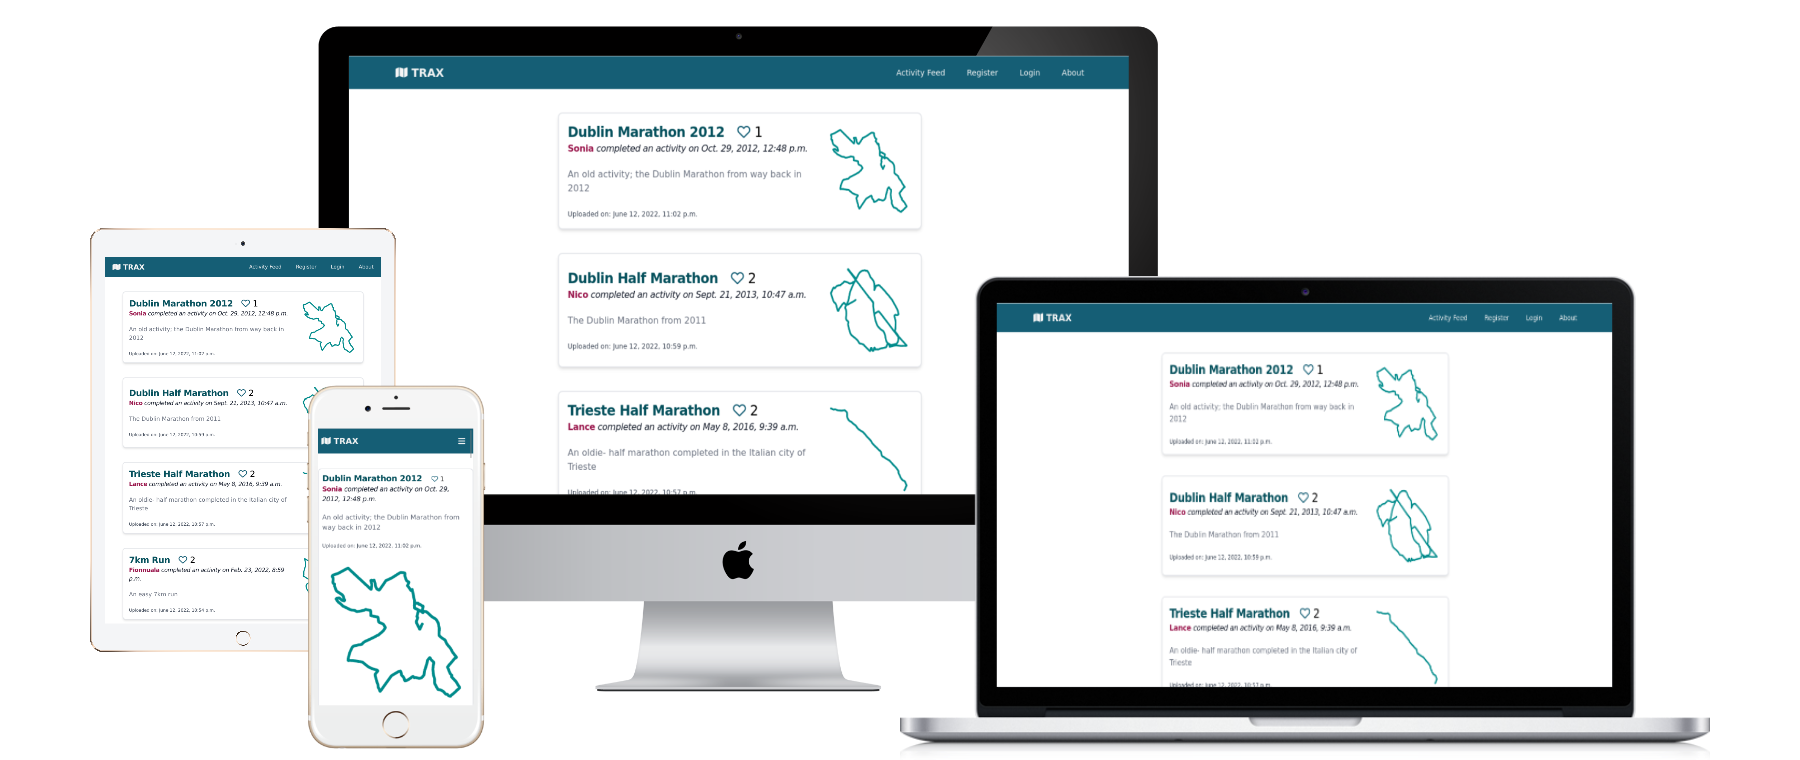 TRAX
Activity Feed Register Login About
Dublin Marathon 2012 1
Sonia completed an activity on Oct. 29, 2012, 12:48 p.m.
An old activity; the Dublin Marathon from way back in
2012
Uploaded on: June 12, 2022, 11:02 p.m.
Dublin Half Marathon 2
Nico completed an activity on Sept. 21, 2013, 10:47 a.m.
The Dublin Marathon from 2011
Uploaded on: June 12, 2022, 10:59 p.m.
Trieste Half Marathon 2
Lance completed an activity on May 8, 2016, 9:39 a.m.
An oldie- half marathon completed in the Italian city of
Trieste
Uploaded on: June 12, 2022, 10:57 p.m.
TRAX
Activity Feed Register Login About
Dublin Marathon 2012 1
Sonia completed an activity on Oct. 29, 2012, 12:48 p.m.
An old activity; the Dublin Marathon from way back in
2012
Uploaded on: June 12, 2022, 11:02 p.m.
Dublin Half Marathon 2
Nico completed an activity on Sept. 21, 2013, 10:47 a.m.
The Dublin Marathon from 2011
Uploaded on: June 12, 2022, 10:59 p.m.
Trieste Half Marathon 2
Lance completed an activity on May 8, 2016, 9:39 a.m.
An oldie- half marathon completed in the Italian city of
Trieste
Uploaded on: June 12, 2022, 10:57 p.m.
7km Run 2
Fionnuala completed an activity on Feb. 23, 2022, 8:59
p.m.
An easy 7km run
Uploaded on: June 12, 2022, 10:54 p.m.
TRAX
Dublin Marathon 2012 1
Sonia completed an activity on Oct. 29,
2012, 12:48 p.m.
An old activity; the Dublin Marathon from
way back in 2012
Uploaded on: June 12, 2022, 11:02 p.m.
TRAX
Activity Feed Register Login About
Dublin Marathon 2012 1
Sonia completed an activity on Oct. 29, 2012, 12:48 p.m.
An old activity; the Dublin Marathon from way back in
2012
Uploaded on: June 12, 2022, 11:02 p.m.
Dublin Half Marathon 2
Nico completed an activity on Sept. 21, 2013, 10:47 a.m.
The Dublin Marathon from 2011
Uploaded on: June 12, 2022, 10:59 p.m.
Trieste Half Marathon 2
Lance completed an activity on May 8, 2016, 9:39 a.m.
An oldie- half marathon completed in the Italian city of
Trieste
Uploaded on: June 12, 2022, 10:57 p.m.